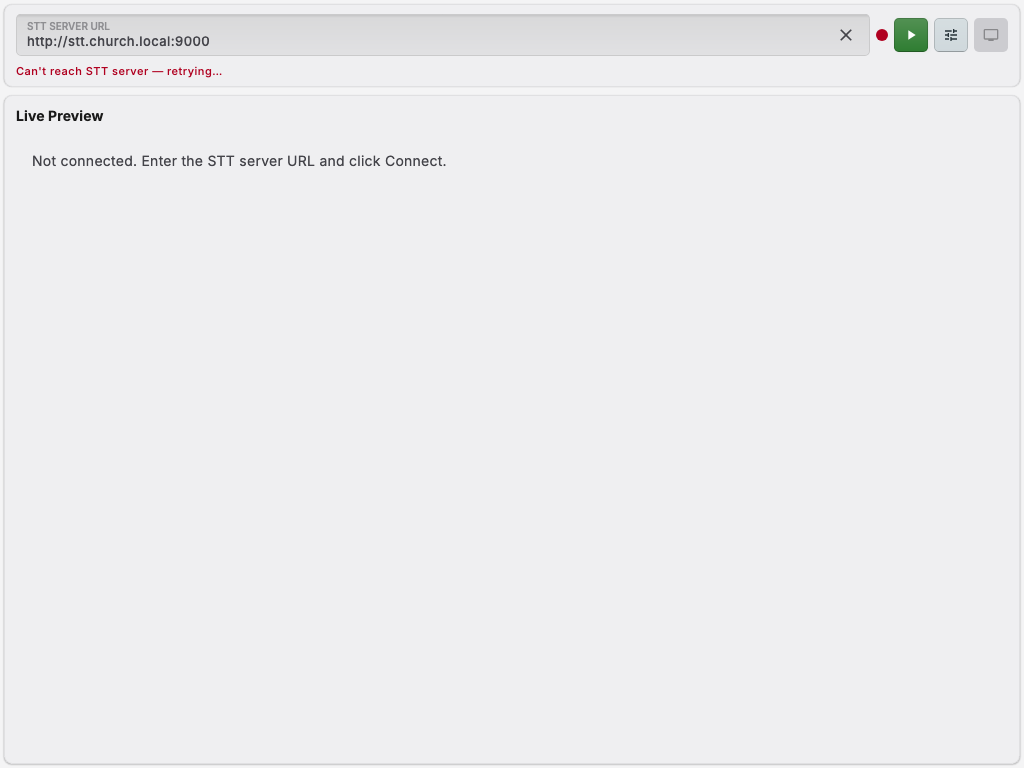 STT SERVER URL
http://stt.church.local:9000
Can't reach STT server — retrying...
Live Preview
Not connected. Enter the STT server URL and click Connect.